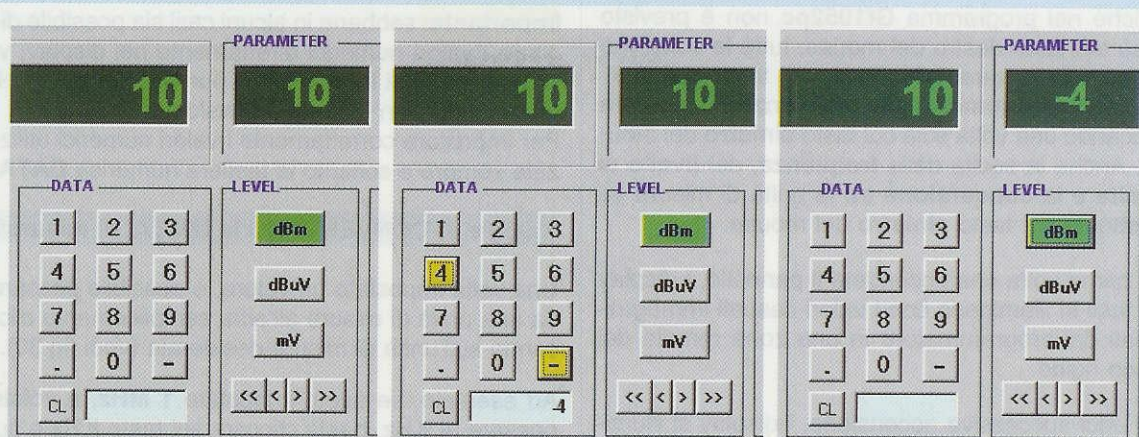 PARAMETER
10
10
DATA
LEVEL
1 2 3
dBm
4 5 6
dBuV
7 8 9
mV
. 0 -
CL
<< < > >>
PARAMETER
10
10
DATA
LEVEL
1 2 3
dBm
4 5 6
dBuV
7 8 9
mV
. 0 -
CL -4
<< < > >>
PARAMETER
10
-4
DATA
LEVEL
1 2 3
dBm
4 5 6
dBuV
7 8 9
mV
. 0 -
CL
<< < > >>